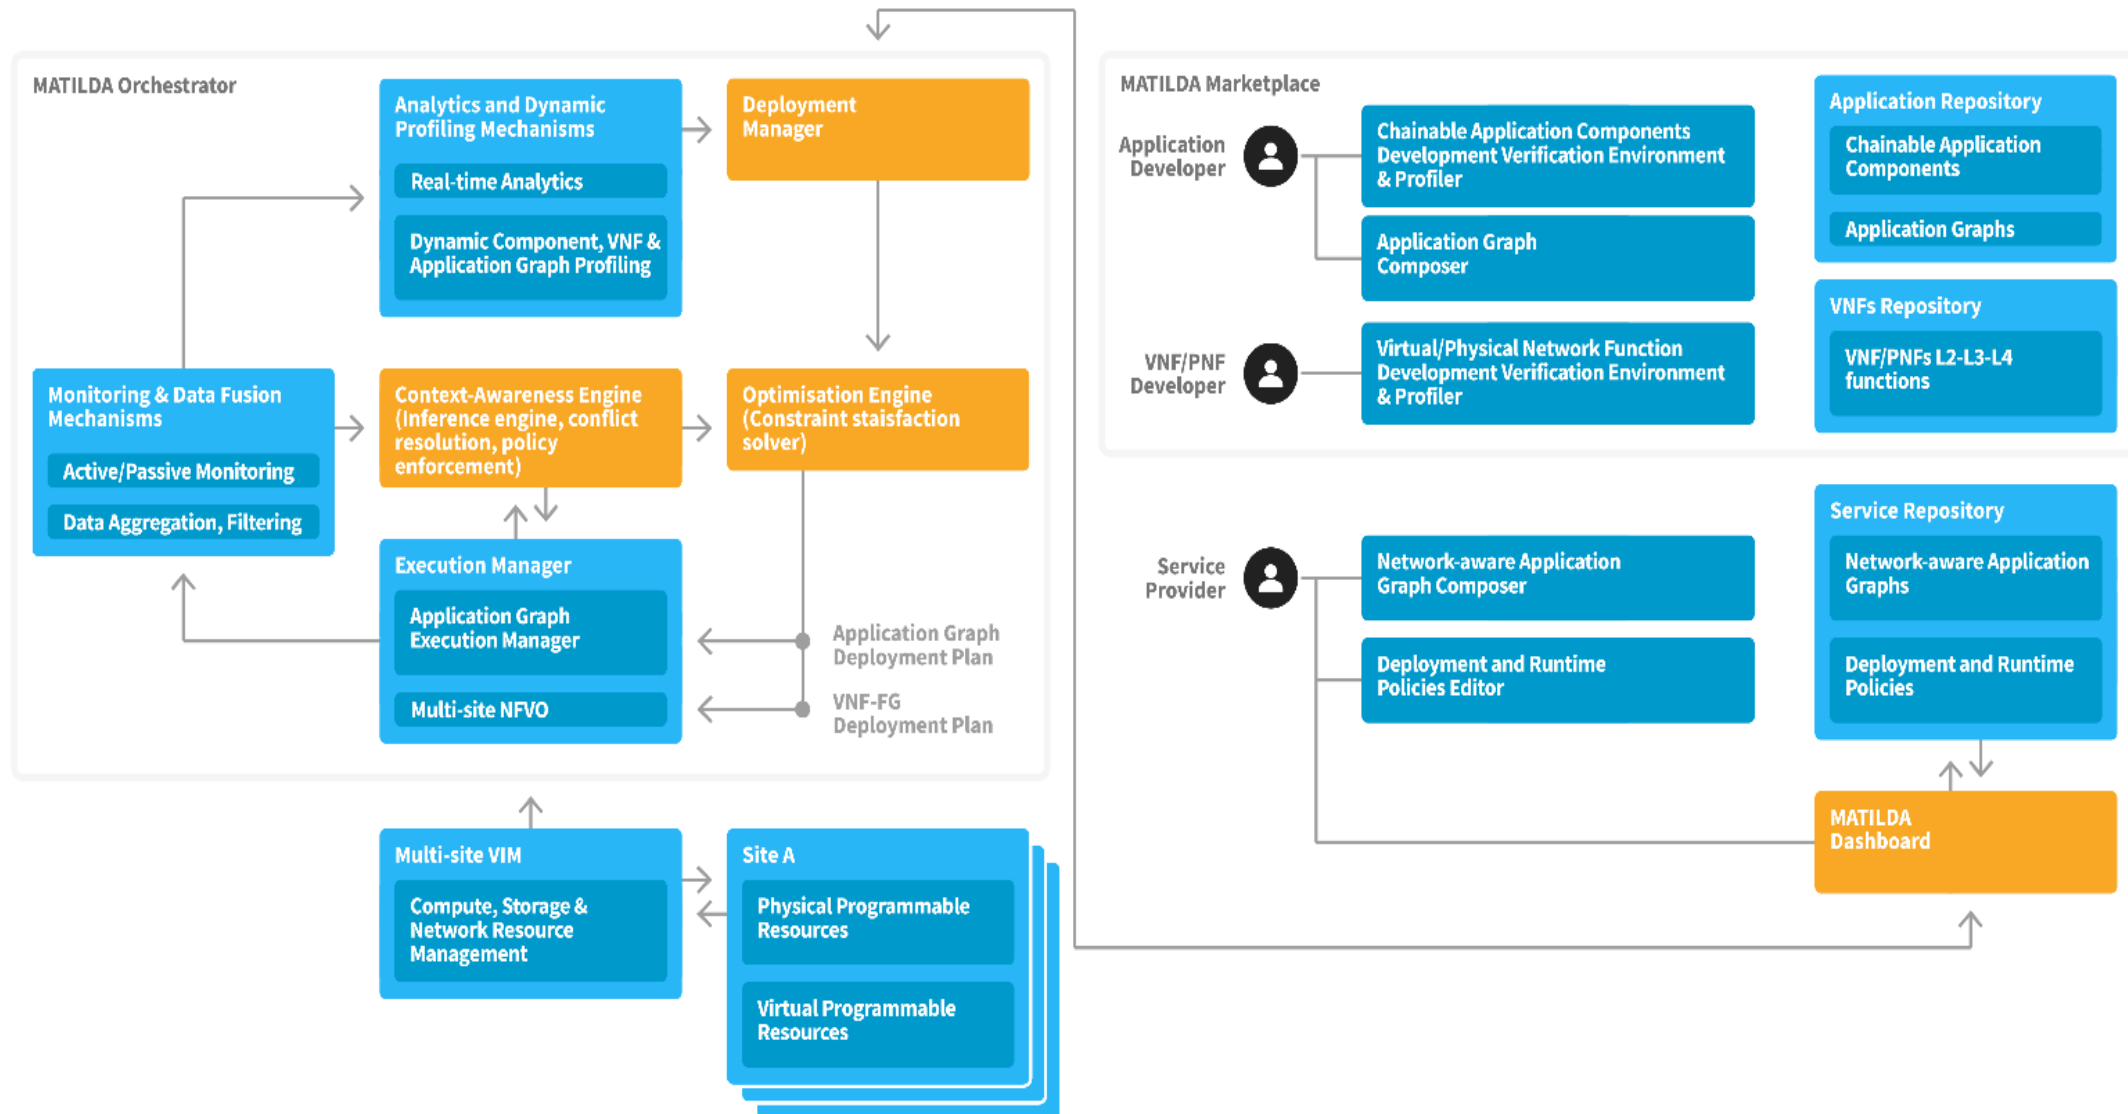 MATILDA Orchestrator
Analytics and Dynamic
Profiling Mechanisms
Real-time Analytics
Dynamic Component, VNF &
Application Graph Profiling
Deployment
Manager
Monitoring & Data Fusion
Mechanisms
Active/Passive Monitoring
Data Aggregation, Filtering
Context-Awareness Engine
(Inference engine, conflict
resolution, policy
enforcement)
Optimisation Engine
(Constraint staisfaction
solver)
Execution Manager
Application Graph
Execution Manager
Multi-site NFVO
Application Graph
Deployment Plan
VNF-FG
Deployment Plan
Multi-site VIM
Compute, Storage &
Network Resource
Management
Site A
Physical Programmable
Resources
Virtual Programmable
Resources
MATILDA Marketplace
Application
Developer
Chainable Application Components
Development Verification Environment
& Profiler
Application Graph
Composer
VNF/PNF
Developer
Virtual/Physical Network Function
Development Verification Environment
& Profiler
Application Repository
Chainable Application
Components
Application Graphs
VNFs Repository
VNF/PNFs L2-L3-L4
functions
Service
Provider
Network-aware Application
Graph Composer
Deployment and Runtime
Policies Editor
Service Repository
Network-aware Application
Graphs
Deployment and Runtime
Policies
MATILDA
Dashboard